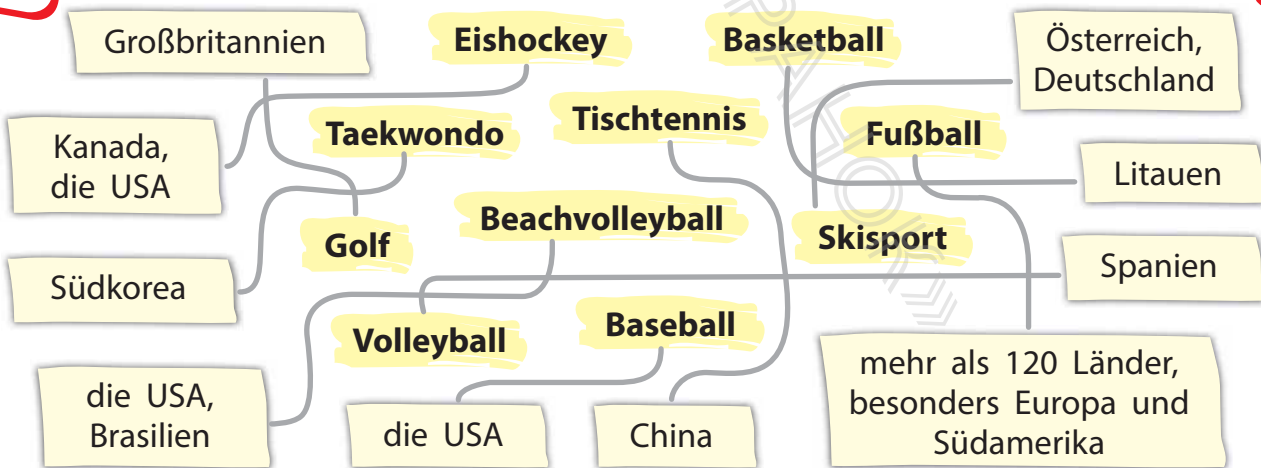 Großbritannien
Eishockey
Basketball
Österreich,
Deutschland
Kanada,
die USA
Taekwondo
Tischtennis
Fußball
Litauen
Golf
Beachvolleyball
Skisport
Südkorea
Spanien
Volleyball
Baseball
die USA,
Brasilien
die USA
China
mehr als 120 Länder,
besonders Europa und
Südamerika